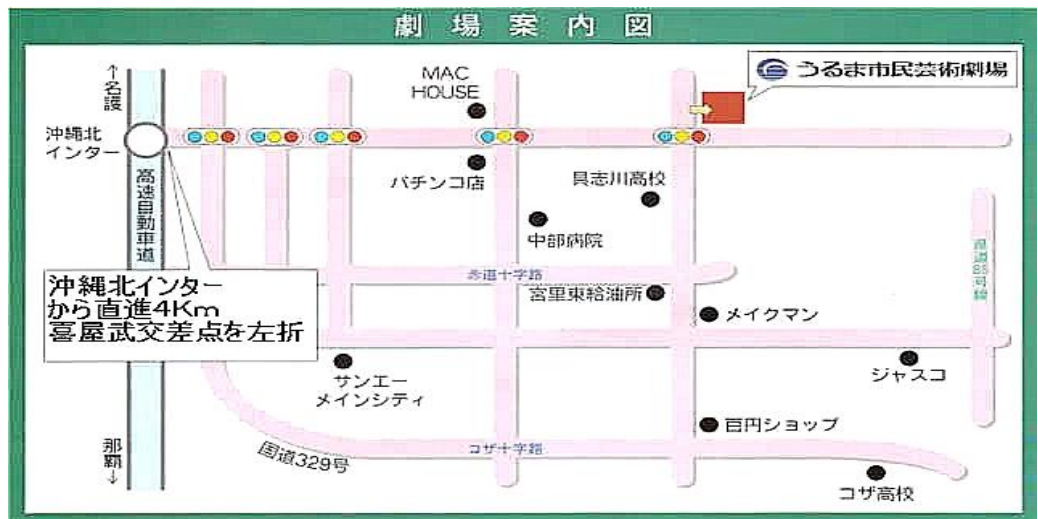 劇場案内図
うるま市民芸術劇場
↑名護
MAC
HOUSE
沖縄北
インター
パチンコ店
具志川高校
高速自動車道
中部病院
県道85号線
赤道十字路
沖縄北インター
から直進4Km
喜屋武交差点を左折
宮里東給油所
メイクマン
サンエー
メインシティ
ジャスコ
百円ショップ
那覇↓
国道329号
コザ十字路
コザ高校